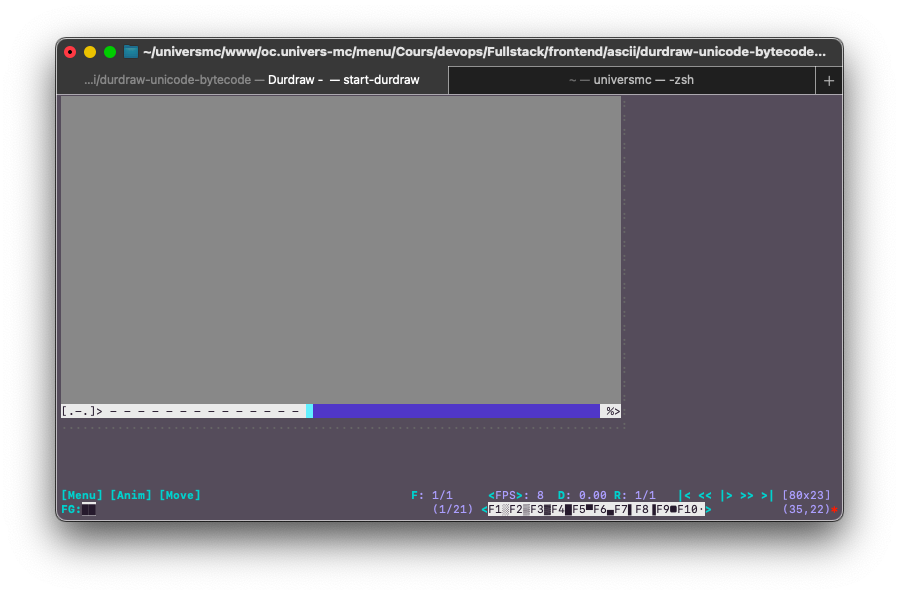 ~/universmc/www/oc.univers-mc/menu/Cours/devops/Fullstack/frontend/ascii/durdraw-unicode-bytecode...
...i/durdraw-unicode-bytecode — Durdraw - — start-durdraw
~ — universmc — -zsh
+
[.-.]> - - - - - - - - - - - - - - %>
[Menu] [Anim] [Move] F: 1/1 <FPS>: 8 D: 0.00 R: 1/1 |< << |> >> >| [80x23]
FG:██ (1/21) <F1░F2▒F3▓F4█F5▀F6▄F7▌F8▐F9■F10·> (35,22)